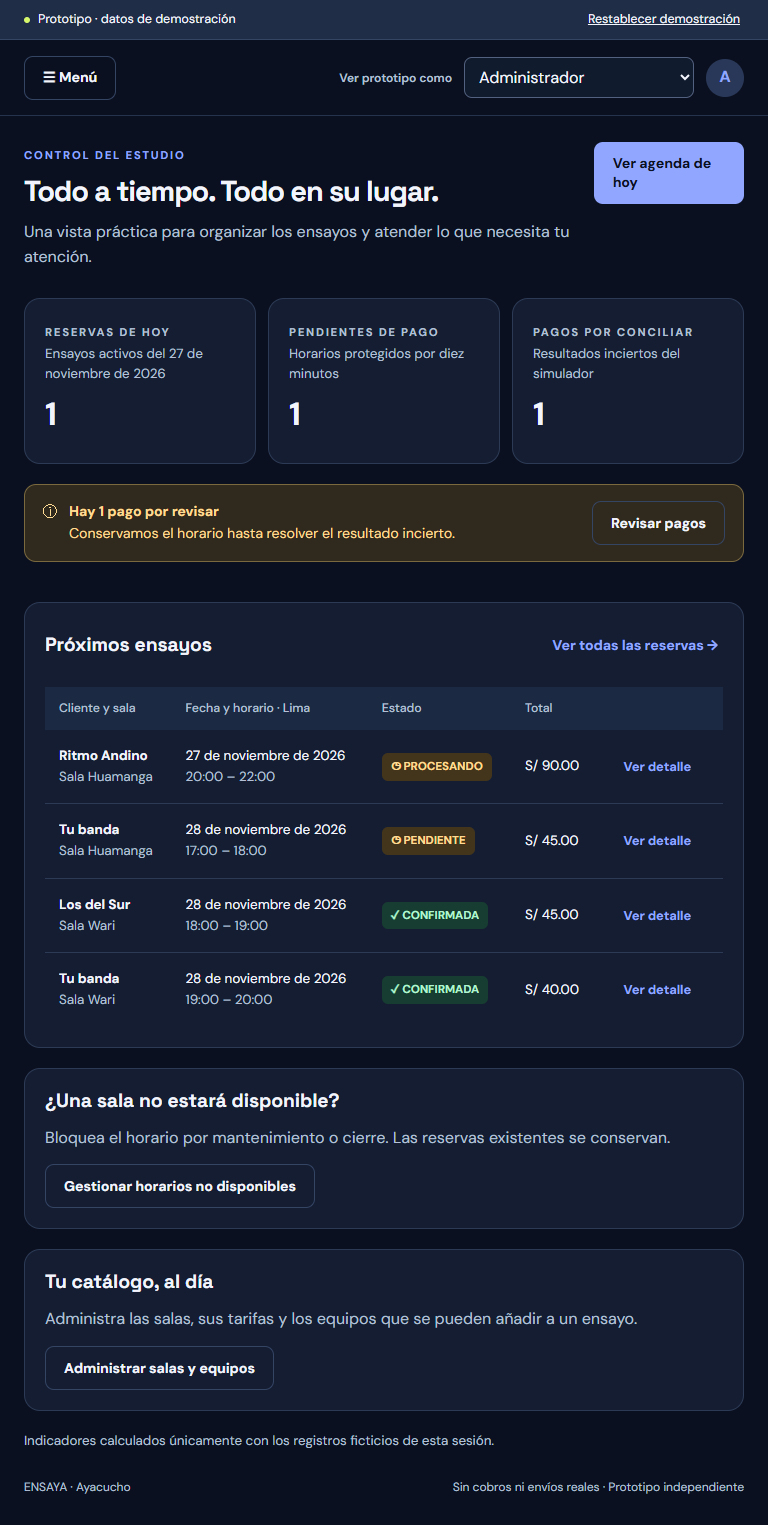 Prototipo · datos de demostración
Restablecer demostración
☰ Menú
Ver prototipo como
Administrador
A
CONTROL DEL ESTUDIO
Todo a tiempo. Todo en su lugar.
Una vista práctica para organizar los ensayos y atender lo que necesita tu
atención.
Ver agenda de
hoy
RESERVAS DE HOY
Ensayos activos del 27 de
noviembre de 2026
1
PENDIENTES DE PAGO
Horarios protegidos por diez
minutos
1
PAGOS POR CONCILIAR
Resultados inciertos del
simulador
1
Hay 1 pago por revisar
Conservamos el horario hasta resolver el resultado incierto.
Revisar pagos
Próximos ensayos
Ver todas las reservas →
Cliente y sala
Fecha y horario · Lima
Estado
Total
Ritmo Andino
Sala Huamanga
27 de noviembre de 2026
20:00 – 22:00
PROCESANDO
S/ 90.00
Ver detalle
Tu banda
Sala Huamanga
28 de noviembre de 2026
17:00 – 18:00
PENDIENTE
S/ 45.00
Ver detalle
Los del Sur
Sala Wari
28 de noviembre de 2026
18:00 – 19:00
✓ CONFIRMADA
S/ 45.00
Ver detalle
Tu banda
Sala Wari
28 de noviembre de 2026
19:00 – 20:00
✓ CONFIRMADA
S/ 40.00
Ver detalle
¿Una sala no estará disponible?
Bloquea el horario por mantenimiento o cierre. Las reservas existentes se conservan.
Gestionar horarios no disponibles
Tu catálogo, al día
Administra las salas, sus tarifas y los equipos que se pueden añadir a un ensayo.
Administrar salas y equipos
Indicadores calculados únicamente con los registros ficticios de esta sesión.
ENSAYA · Ayacucho
Sin cobros ni envíos reales · Prototipo independiente